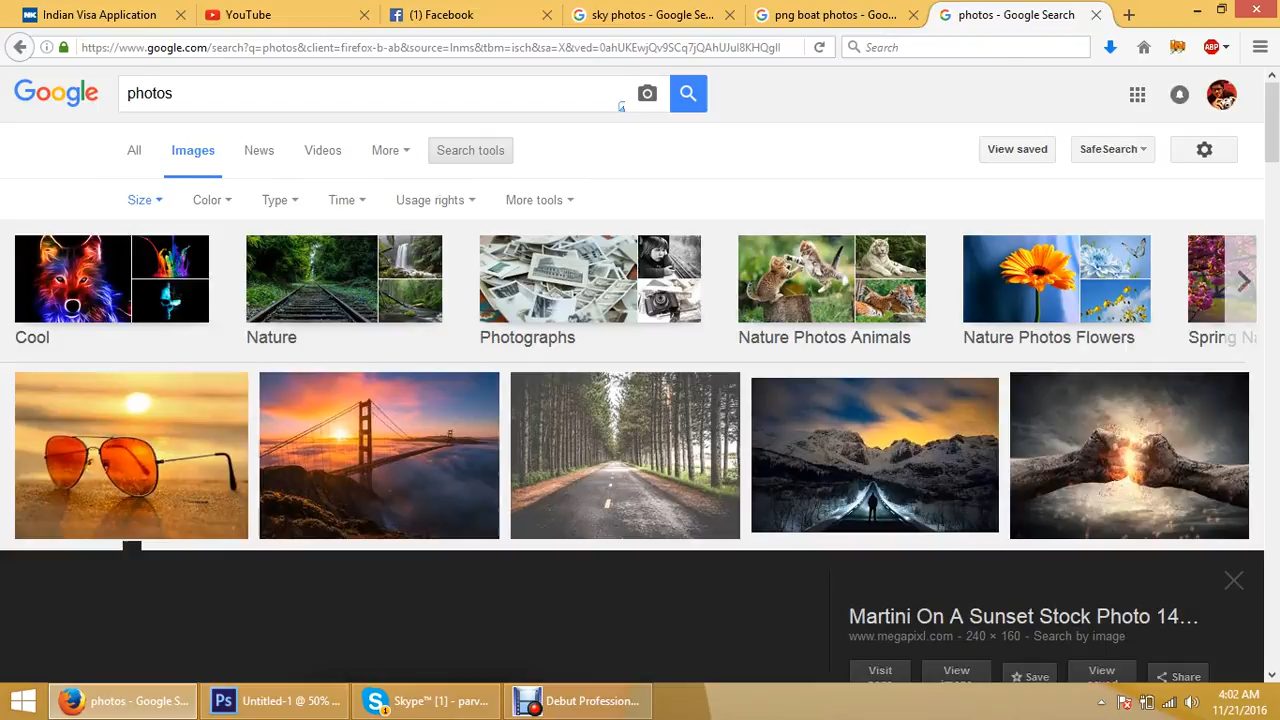 Indian Visa Application
YouTube
(1) Facebook
sky photos - Google Se...
png boat photos - Goo...
photos - Google Search
https://www.google.com/search?q=photos&client=firefox-b-ab&source=lnms&tbm=isch&sa=X&ved=0ahUKEwjQv9SCq7jQAhUJul8KHQgll
Search
ABP
Google
photos
All
Images
News
Videos
More
Search tools
View saved
SafeSearch
Size
Color
Type
Time
Usage rights
More tools
Cool
Nature
Photographs
Nature Photos Animals
Nature Photos Flowers
Spring Na
Martini On A Sunset Stock Photo 14...
www.megapixl.com - 240 × 160 - Search by image
Visit
View
Save
View
Share
photos - Google S...
Ps
Untitled-1 @ 50% ...
Skype™ [1] - parv...
Debut Profession...
4:02 AM
11/21/2016